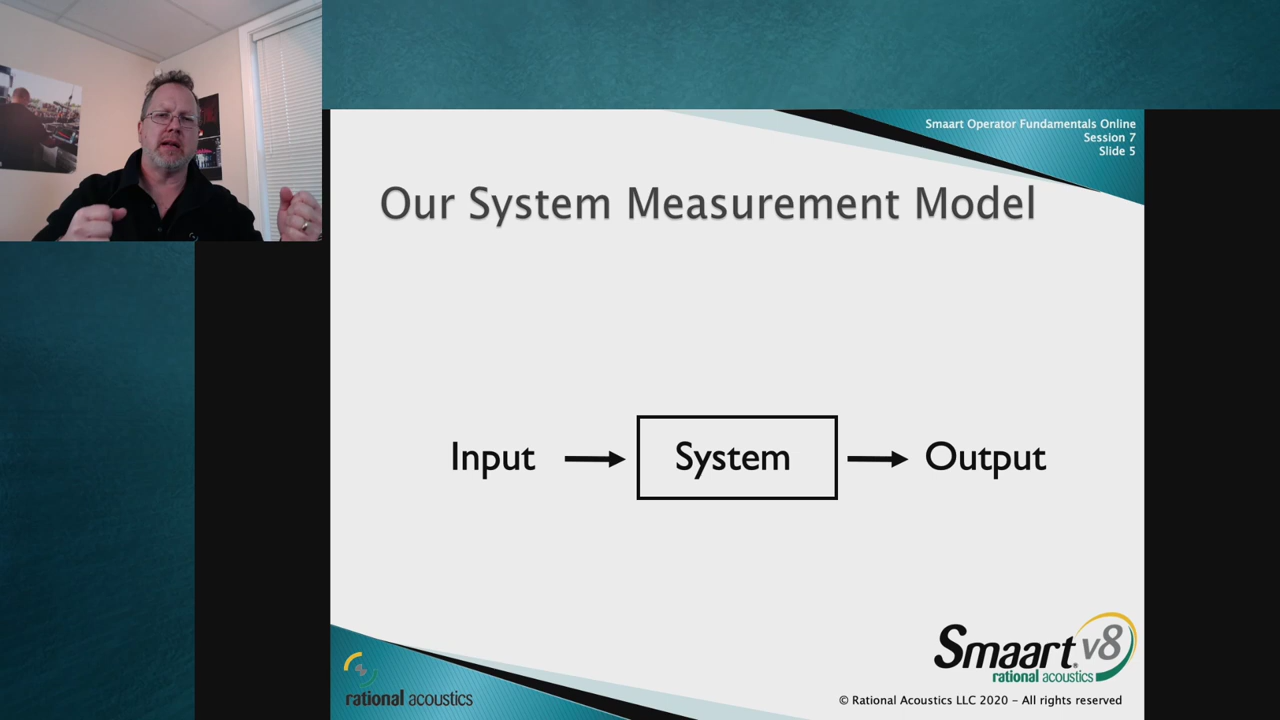 Smaart Operator Fundamentals Online
Session 7
Slide 5
Our System Measurement Model
Input
System
Output
Smaart® v8
rational acoustics
rational acoustics
© Rational Acoustics LLC 2020 – All rights reserved